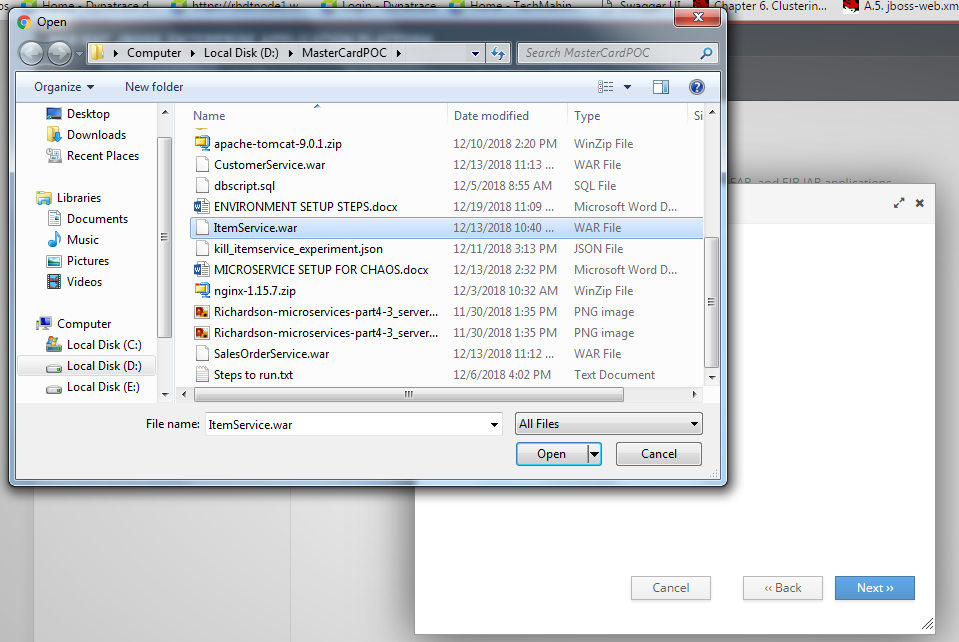 Open
Home - Dynatrace d
https://rhdtnode1.w
Login - Dynatrace
Home - TechMahin
Swagger UI
Chapter 6. Clusterin...
A.5. jboss-web.xm
Computer
Local Disk (D:)
MasterCardPOC
Search MasterCardPOC
Organize
New folder
Desktop
Downloads
Recent Places
Libraries
Documents
Music
Pictures
Videos
Computer
Local Disk (C:)
Local Disk (D:)
Local Disk (E:)
Name Date modified Type Si
apache-tomcat-9.0.1.zip 12/10/2018 2:20 PM WinZip File
CustomerService.war 12/13/2018 11:13 ... WAR File
dbscript.sql 12/5/2018 8:55 AM SQL File
ENVIRONMENT SETUP STEPS.docx 12/19/2018 11:09 ... Microsoft Word D...
ItemService.war 12/13/2018 10:40 ... WAR File
kill_itemservice_experiment.json 12/11/2018 3:13 PM JSON File
MICROSERVICE SETUP FOR CHAOS.docx 12/13/2018 2:32 PM Microsoft Word D...
nginx-1.15.7.zip 12/3/2018 10:32 AM WinZip File
Richardson-microservices-part4-3_server... 11/30/2018 1:35 PM PNG image
Richardson-microservices-part4-3_server... 11/30/2018 1:35 PM PNG image
SalesOrderService.war 12/13/2018 11:12 ... WAR File
Steps to run.txt 12/6/2018 4:02 PM Text Document
File name: ItemService.war
All Files
Open
Cancel
EAR, and EJB JAR applications
Cancel
‹‹ Back
Next ››